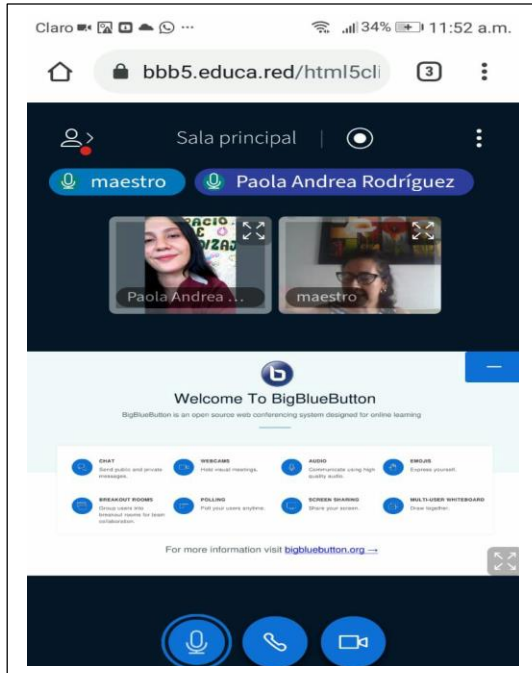 Claro ···
34% 11:52 a.m.
bbb5.educa.red/html5cli
3
Sala principal |
maestro Paola Andrea Rodríguez
RACIO
E
DIZAJ
Paola Andrea ... maestro
b
Welcome To BigBlueButton
BigBlueButton is an open source web conferencing system designed for online learning
CHAT
Send public and private
messages.
WEBCAMS
Hold visual meetings.
AUDIO
Communicate using high
quality audio.
EMOJIS
Express yourself.
BREAKOUT ROOMS
Group users into
breakout rooms for team
collaboration.
POLLING
Poll your users anytime.
SCREEN SHARING
Share your screen.
MULTI-USER WHITEBOARD
Draw together.
For more information visit bigbluebutton.org →